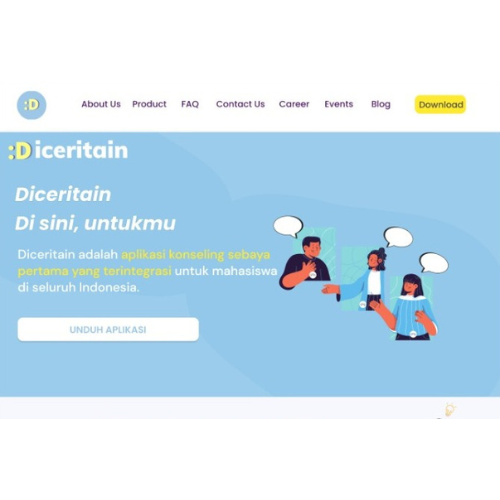 :D
About Us Product FAQ Contact Us Career Events Blog Download
:Diceritain
Diceritain
Di sini, untukmu
Diceritain adalah aplikasi konseling sebaya
pertama yang terintegrasi untuk mahasiswa
di seluruh Indonesia.
UNDUH APLIKASI